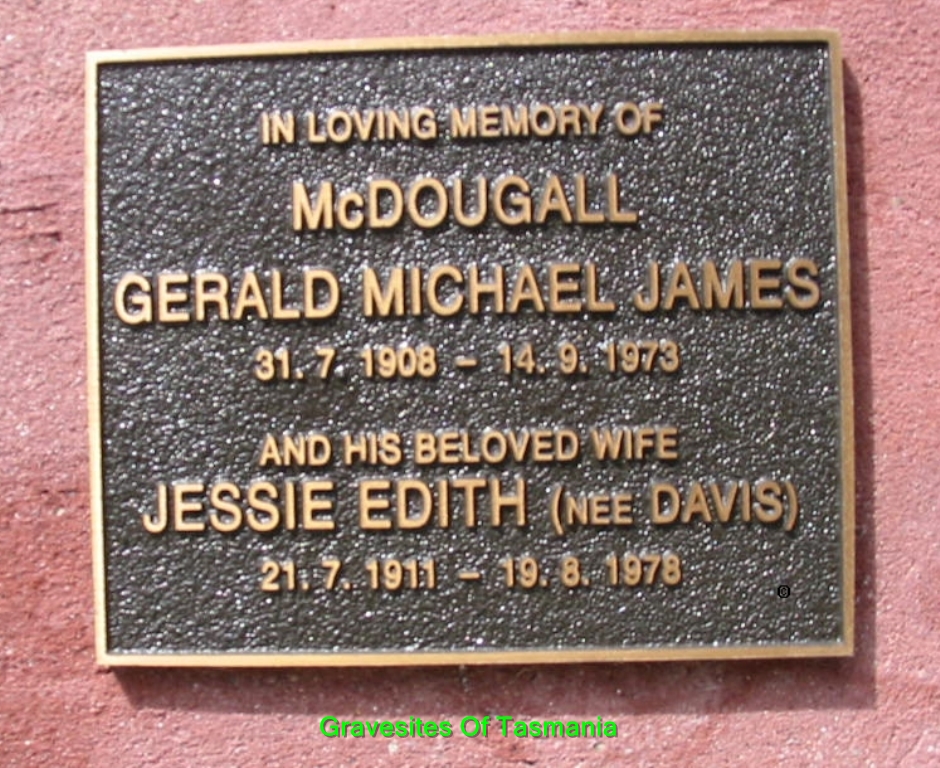 IN LOVING MEMORY OF
McDOUGALL
GERALD MICHAEL JAMES
31. 7. 1908 – 14. 9. 1973
AND HIS BELOVED WIFE
JESSIE EDITH (NEE DAVIS)
21. 7. 1911 – 19. 8. 1978
©
Gravesites Of Tasmania